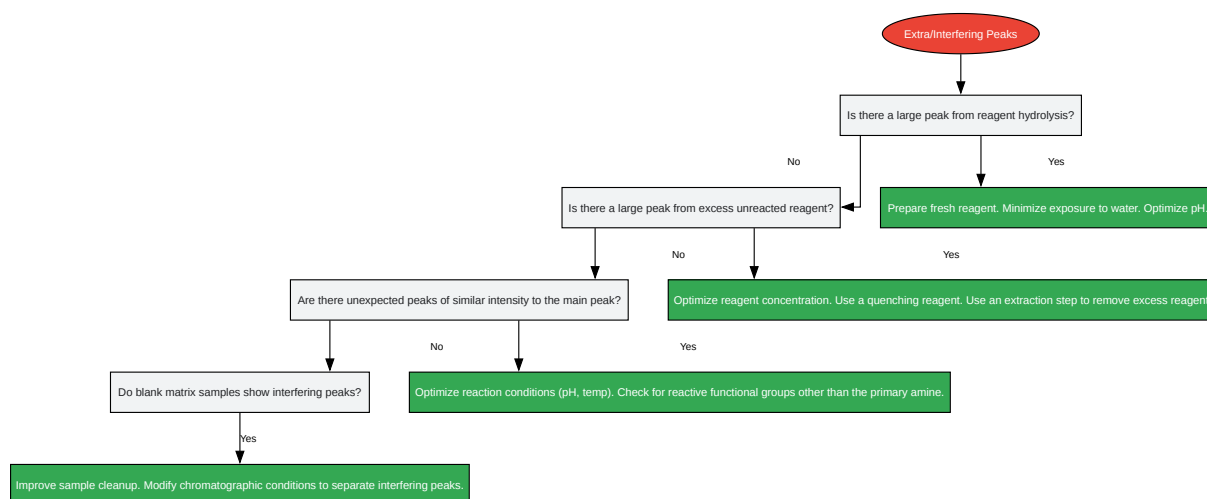 Extra/Interfering Peaks
Is there a large peak from reagent hydrolysis?
No
Yes
Is there a large peak from excess unreacted reagent?
Prepare fresh reagent. Minimize exposure to water. Optimize pH.
No
Yes
Are there unexpected peaks of similar intensity to the main peak?
Optimize reagent concentration. Use a quenching reagent. Use an extraction step to remove excess reagent
No
Yes
Do blank matrix samples show interfering peaks?
Optimize reaction conditions (pH, temp). Check for reactive functional groups other than the primary amine.
Yes
Improve sample cleanup. Modify chromatographic conditions to separate interfering peaks.